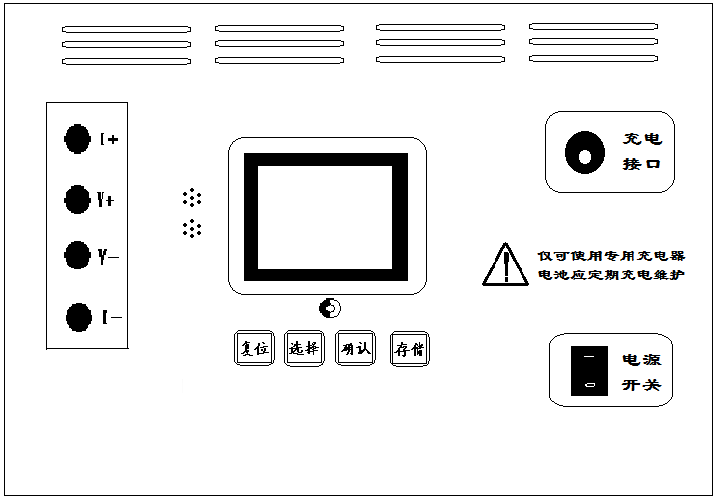 I+
V+
V-
I-
充电
接口
仅可使用专用充电器
电池应定期充电维护
复位 选择 确认 存储
电源
开关